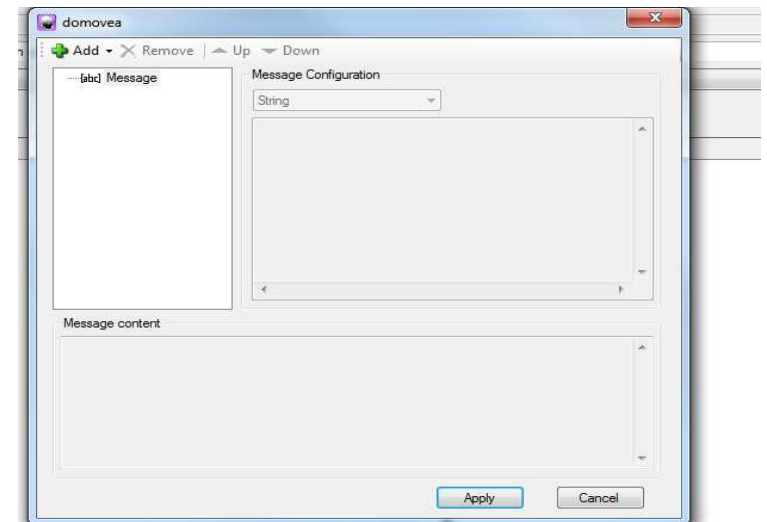 domovea
Add Remove Up Down
[abc] Message
Message Configuration
String
Message content
Apply Cancel